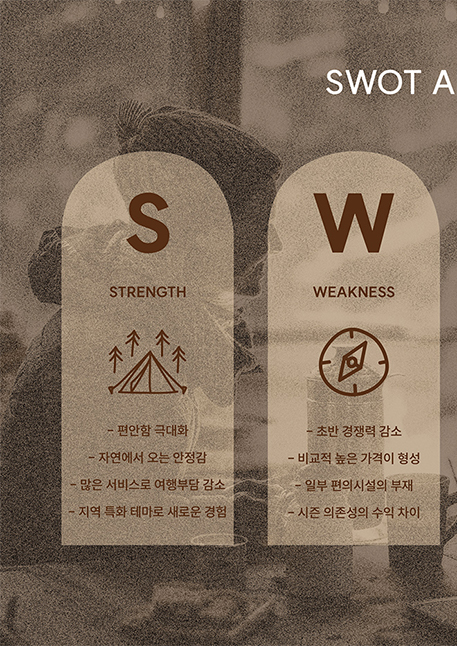 SWOT A
S
STRENGTH
– 편안함 극대화
– 자연에서 오는 안정감
– 많은 서비스로 여행부담 감소
– 지역 특화 테마로 새로운 경험
W
WEAKNESS
– 초반 경쟁력 감소
– 비교적 높은 가격이 형성
– 일부 편의시설의 부재
– 시즌 의존성의 수익 차이